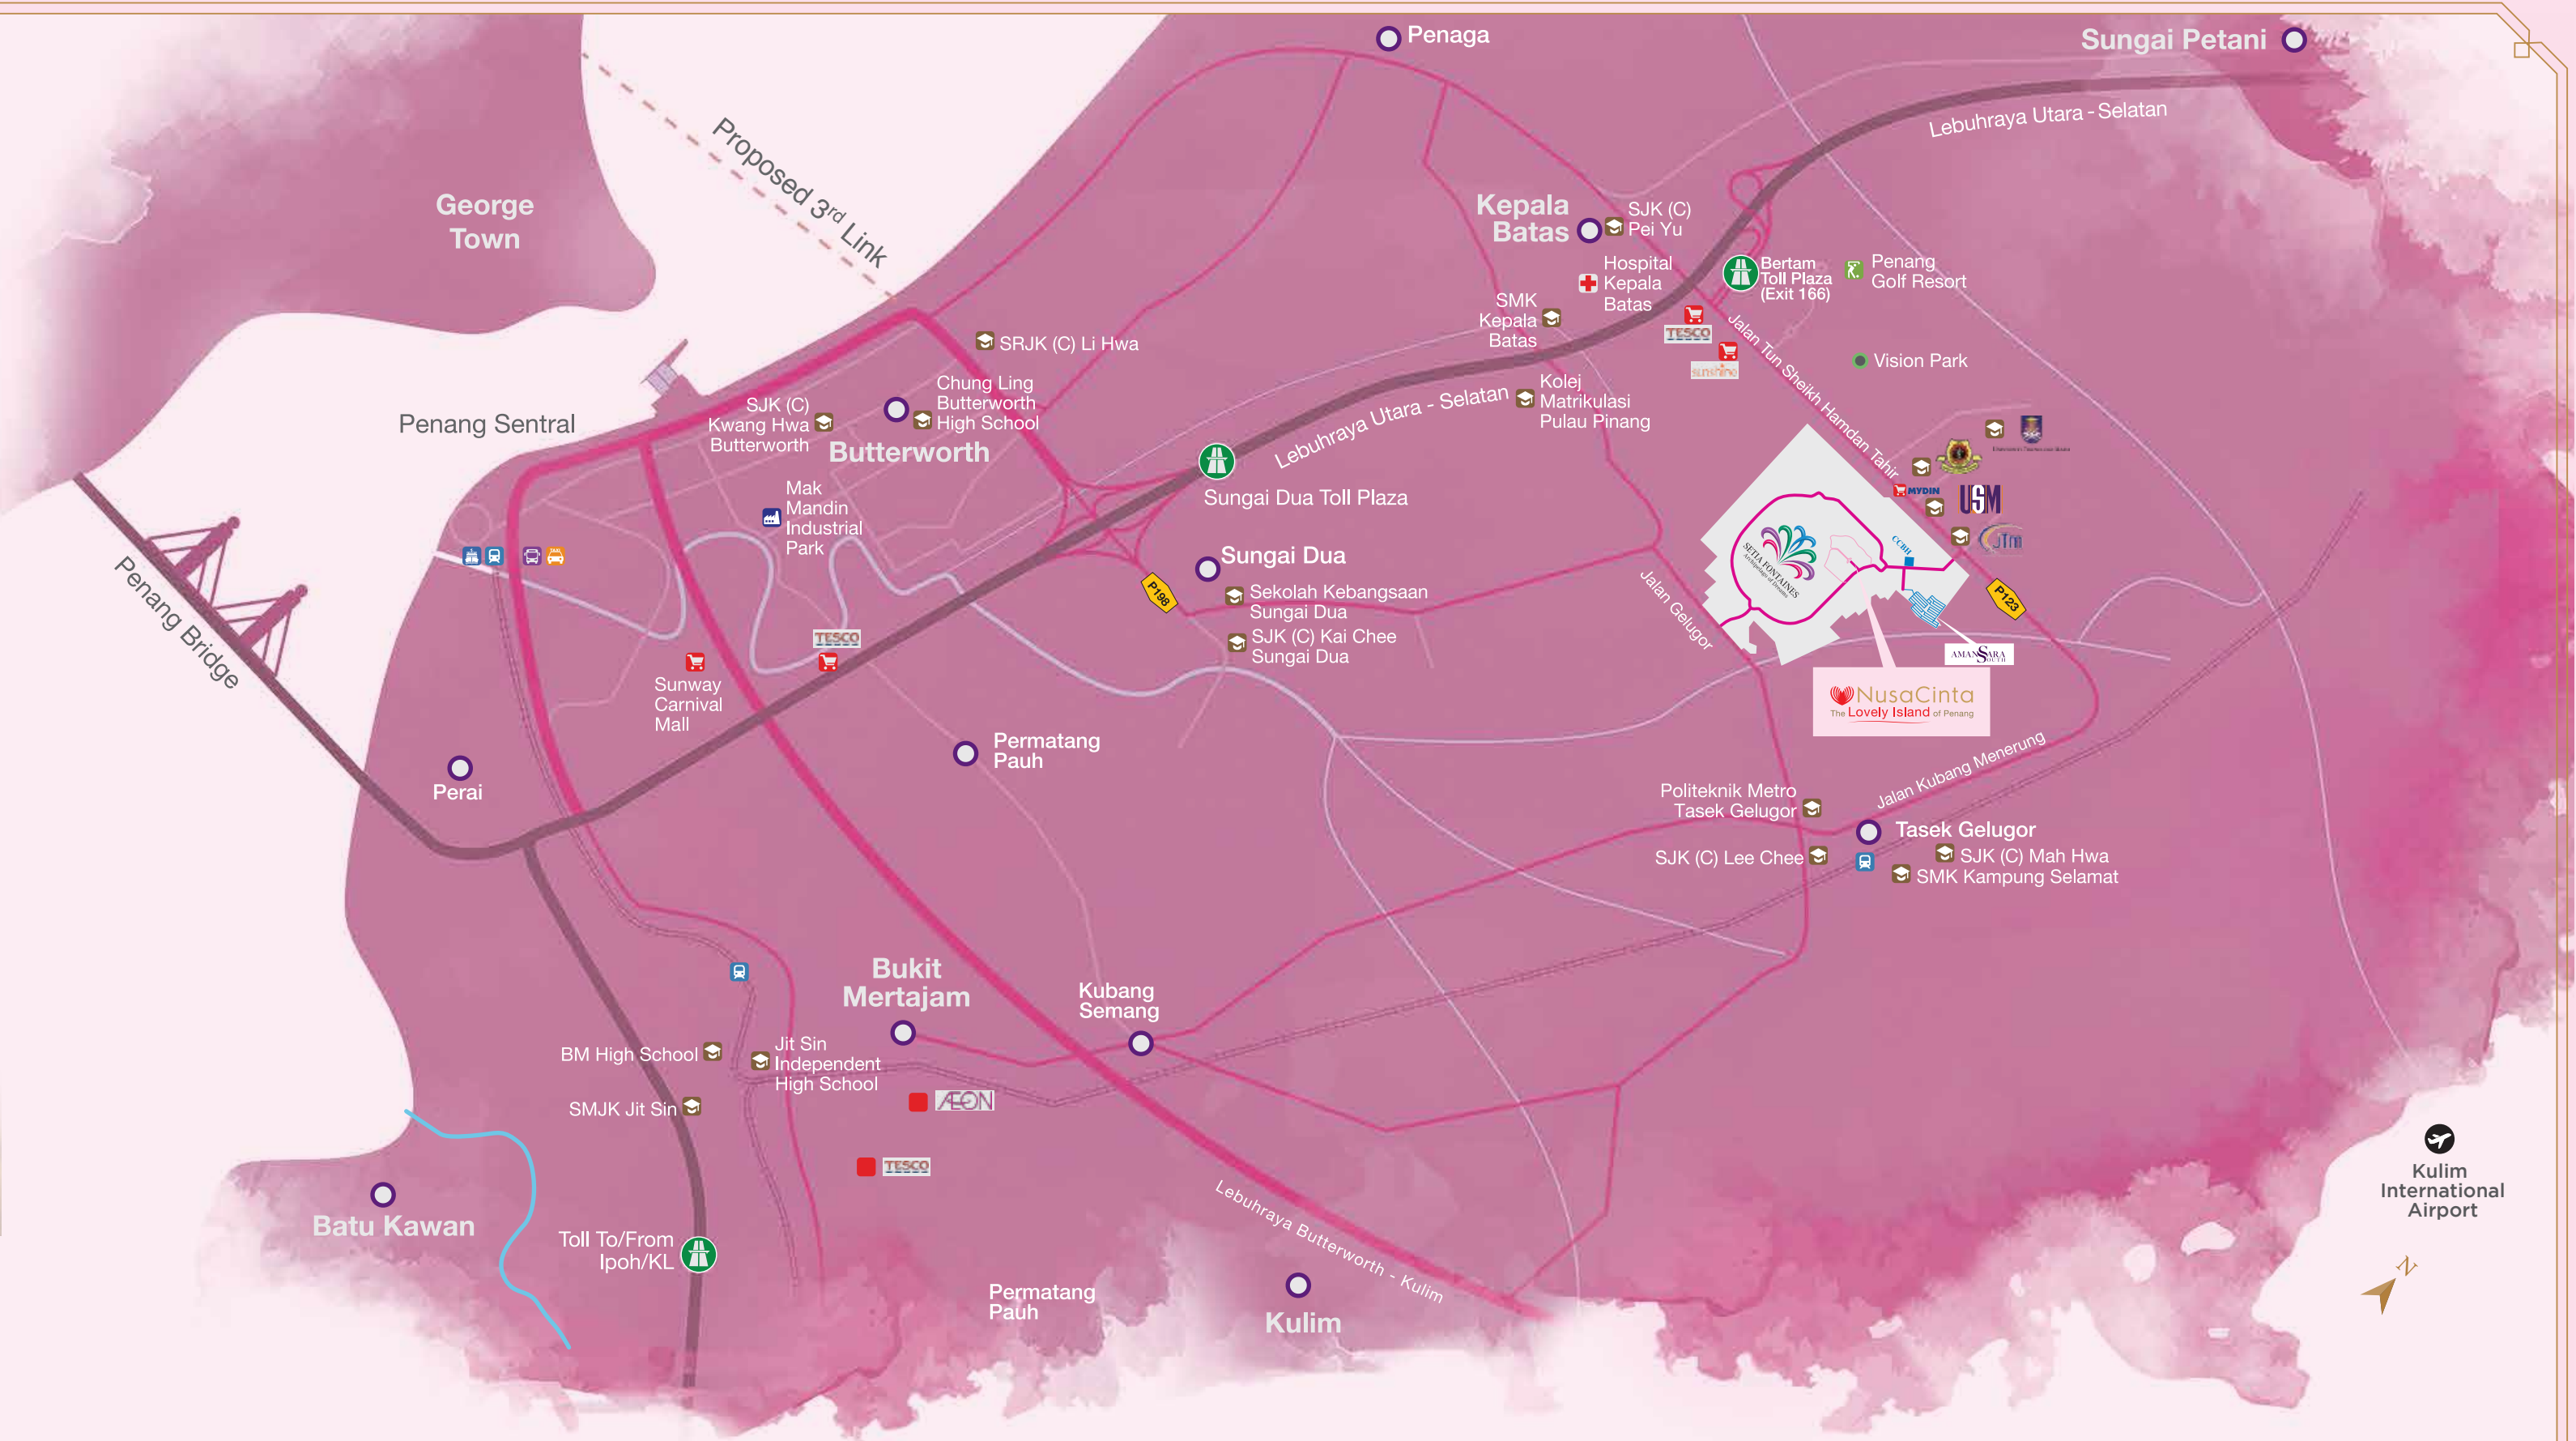 Penaga
Sungai Petani
Lebuhraya Utara - Selatan
Proposed 3rd Link
George
Town
Kepala
Batas
SJK (C)
Pei Yu
Hospital
Kepala
Batas
Bertam
Toll Plaza
(Exit 166)
Penang
Golf Resort
SMK
Kepala
Batas
TESCO
sunshine
Jalan Tun Sheikh Hamdan Tahir
Vision Park
SRJK (C) Li Hwa
Chung Ling
Butterworth
High School
SJK (C)
Kwang Hwa
Butterworth
Butterworth
Penang Sentral
Kolej
Matrikulasi
Pulau Pinang
Lebuhraya Utara - Selatan
Sungai Dua Toll Plaza
Mak
Mandin
Industrial
Park
MYDIN
USM
CCBH
SETIA FONTAINES
Archipelago of Dreams
Penang Bridge
Sungai Dua
P198
Sekolah Kebangsaan
Sungai Dua
SJK (C) Kai Chee
Sungai Dua
Jalan Gelugor
P123
AMANSARA
SOUTH
NusaCinta
The Lovely Island of Penang
TESCO
Sunway
Carnival
Mall
Permatang
Pauh
Perai
Jalan Kubang Menerung
Politeknik Metro
Tasek Gelugor
Tasek Gelugor
SJK (C) Lee Chee
SJK (C) Mah Hwa
SMK Kampung Selamat
Bukit
Mertajam
Kubang
Semang
BM High School
Jit Sin
Independent
High School
SMJK Jit Sin
ÆON
TESCO
Batu Kawan
Toll To/From
Ipoh/KL
Lebuhraya Butterworth - Kulim
Permatang
Pauh
Kulim
Kulim
International
Airport
N